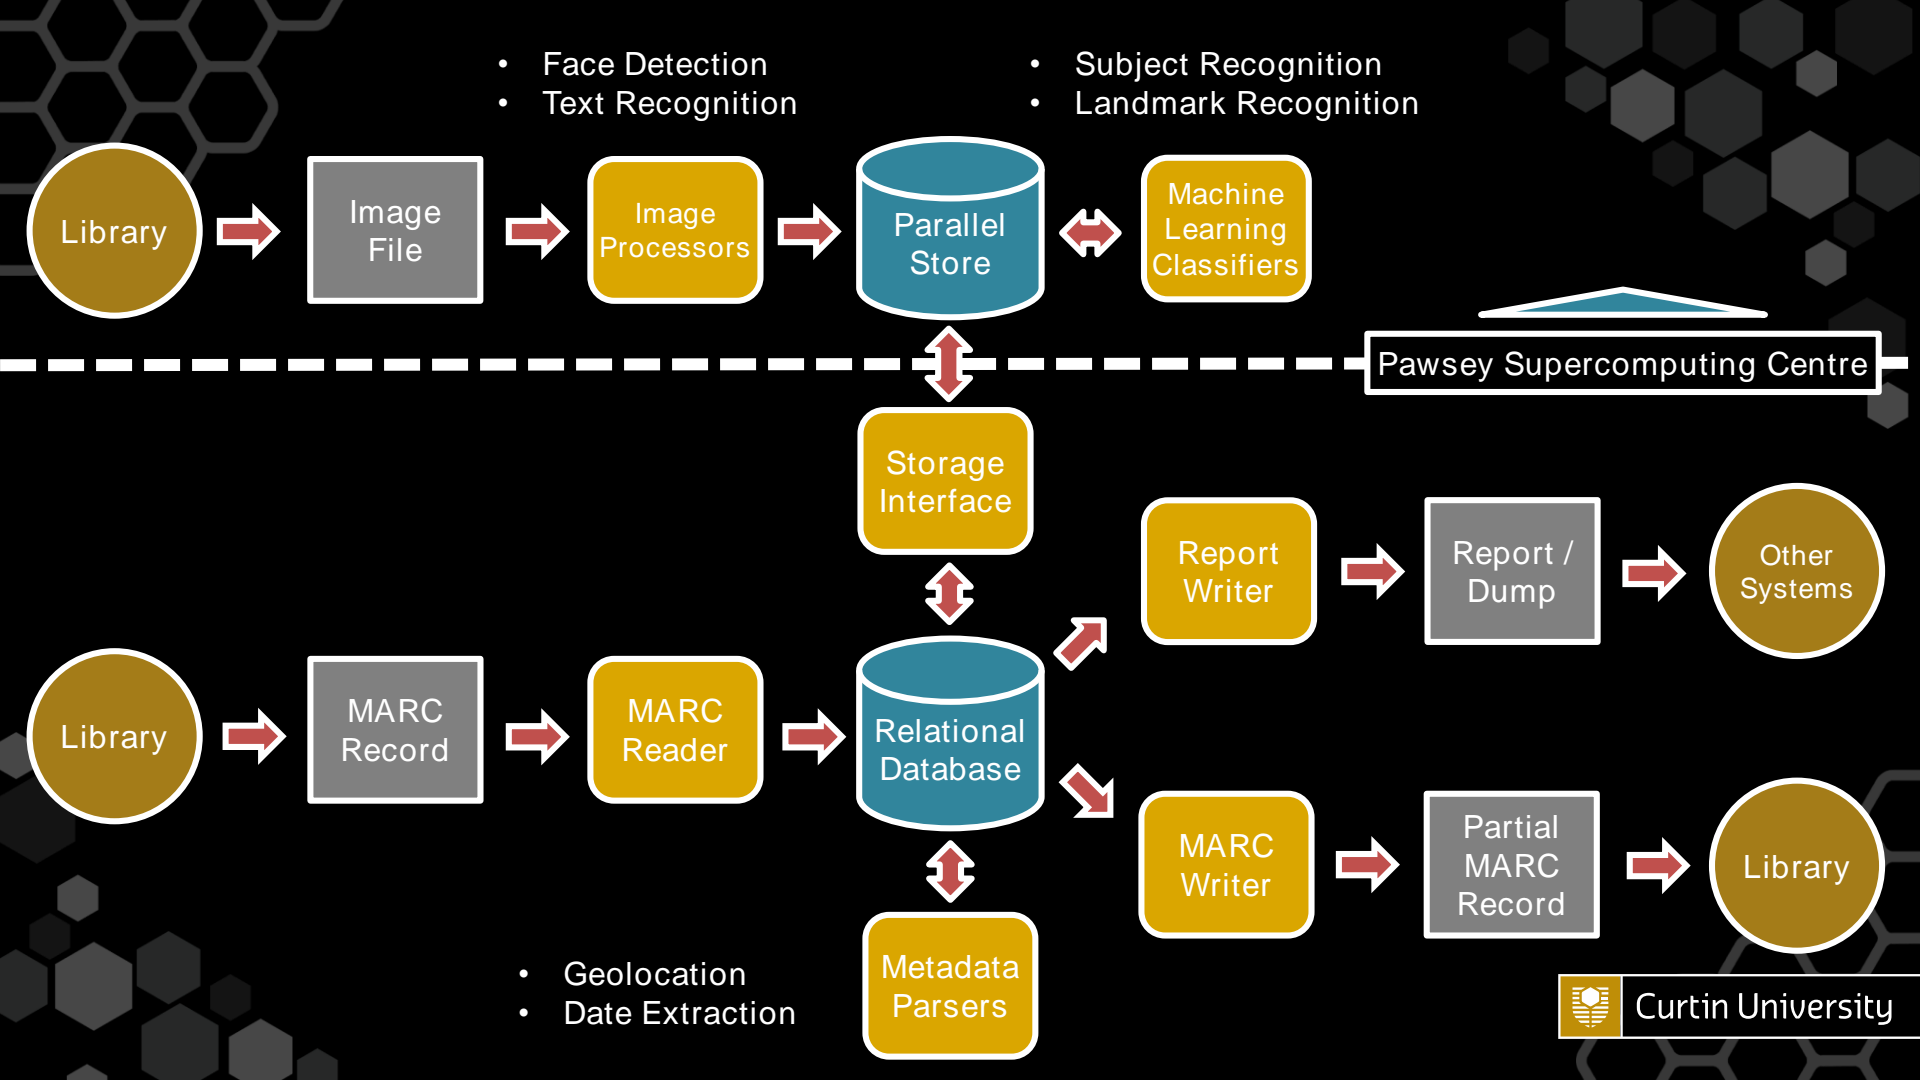 • Face Detection
• Text Recognition
• Subject Recognition
• Landmark Recognition
Library
Image
File
Image
Processors
Parallel
Store
Machine
Learning
Classifiers
Pawsey Supercomputing Centre
Storage
Interface
Report
Writer
Report /
Dump
Other
Systems
Library
MARC
Record
MARC
Reader
Relational
Database
MARC
Writer
Partial
MARC
Record
Library
• Geolocation
• Date Extraction
Metadata
Parsers
Curtin University